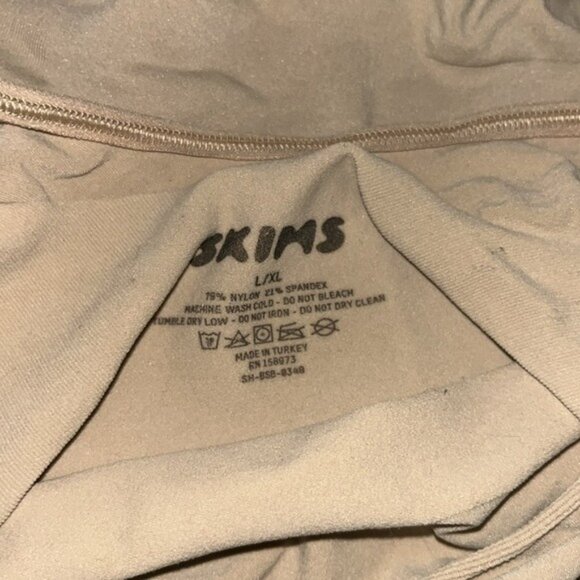 SKIMS
L/XL
79% NYLON 21% SPANDEX
MACHINE WASH COLD - DO NOT BLEACH
TUMBLE DRY LOW - DO NOT IRON - DO NOT DRY CLEAN
MADE IN TURKEY
RN 158973
SH-BSB-0348